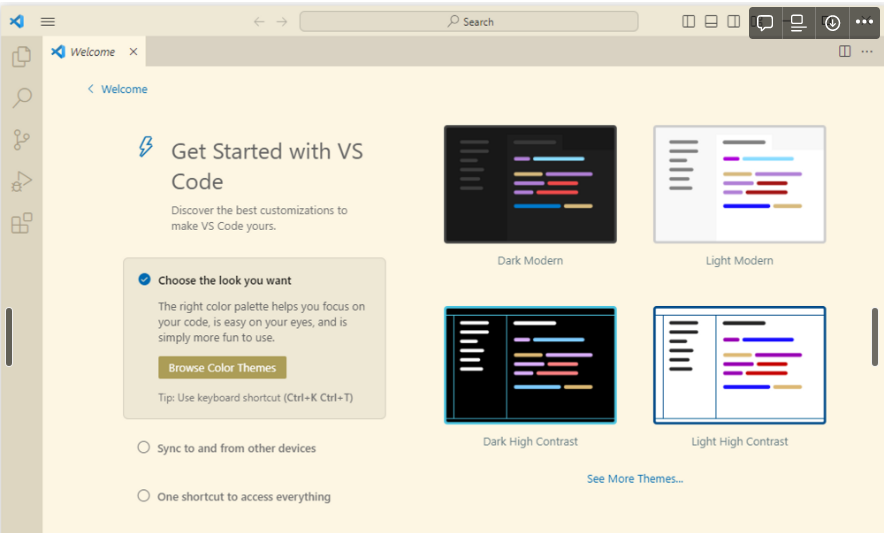 Search
Welcome
Welcome
Get Started with VS
Code
Discover the best customizations to
make VS Code yours.
Choose the look you want
The right color palette helps you focus on
your code, is easy on your eyes, and is
simply more fun to use.
Browse Color Themes
Tip: Use keyboard shortcut (Ctrl+K Ctrl+T)
Sync to and from other devices
One shortcut to access everything
Dark Modern
Light Modern
Dark High Contrast
Light High Contrast
See More Themes...